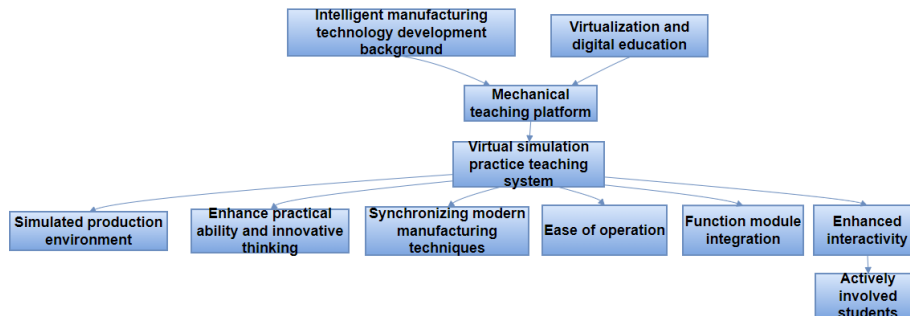 Intelligent manufacturing
technology development
background
Virtualization and
digital education
Mechanical
teaching platform
Virtual simulation
practice teaching
system
Simulated production
environment
Enhance practical
ability and innovative
thinking
Synchronizing modern
manufacturing
techniques
Ease of operation
Function module
integration
Enhanced
interactivity
Actively
involved
students